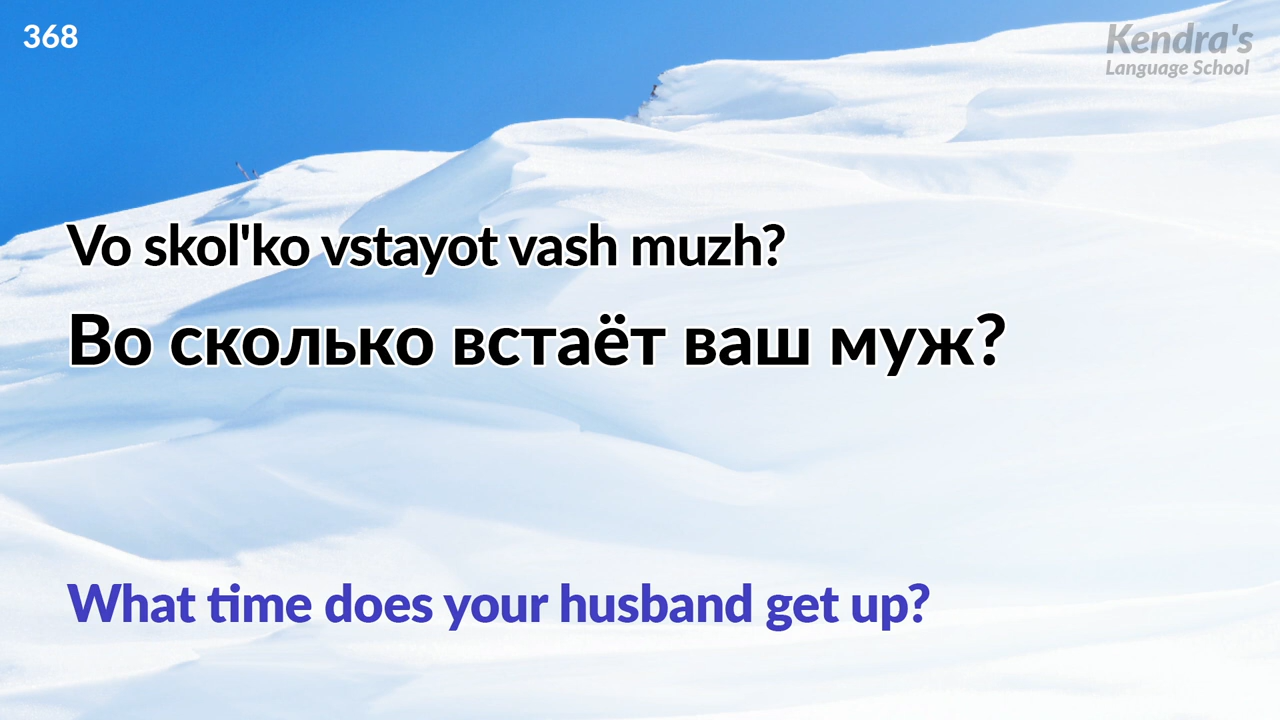 368
Kendra's
Language School
Vo skol'ko vstayot vash muzh?
Во сколько встаёт ваш муж?
What time does your husband get up?